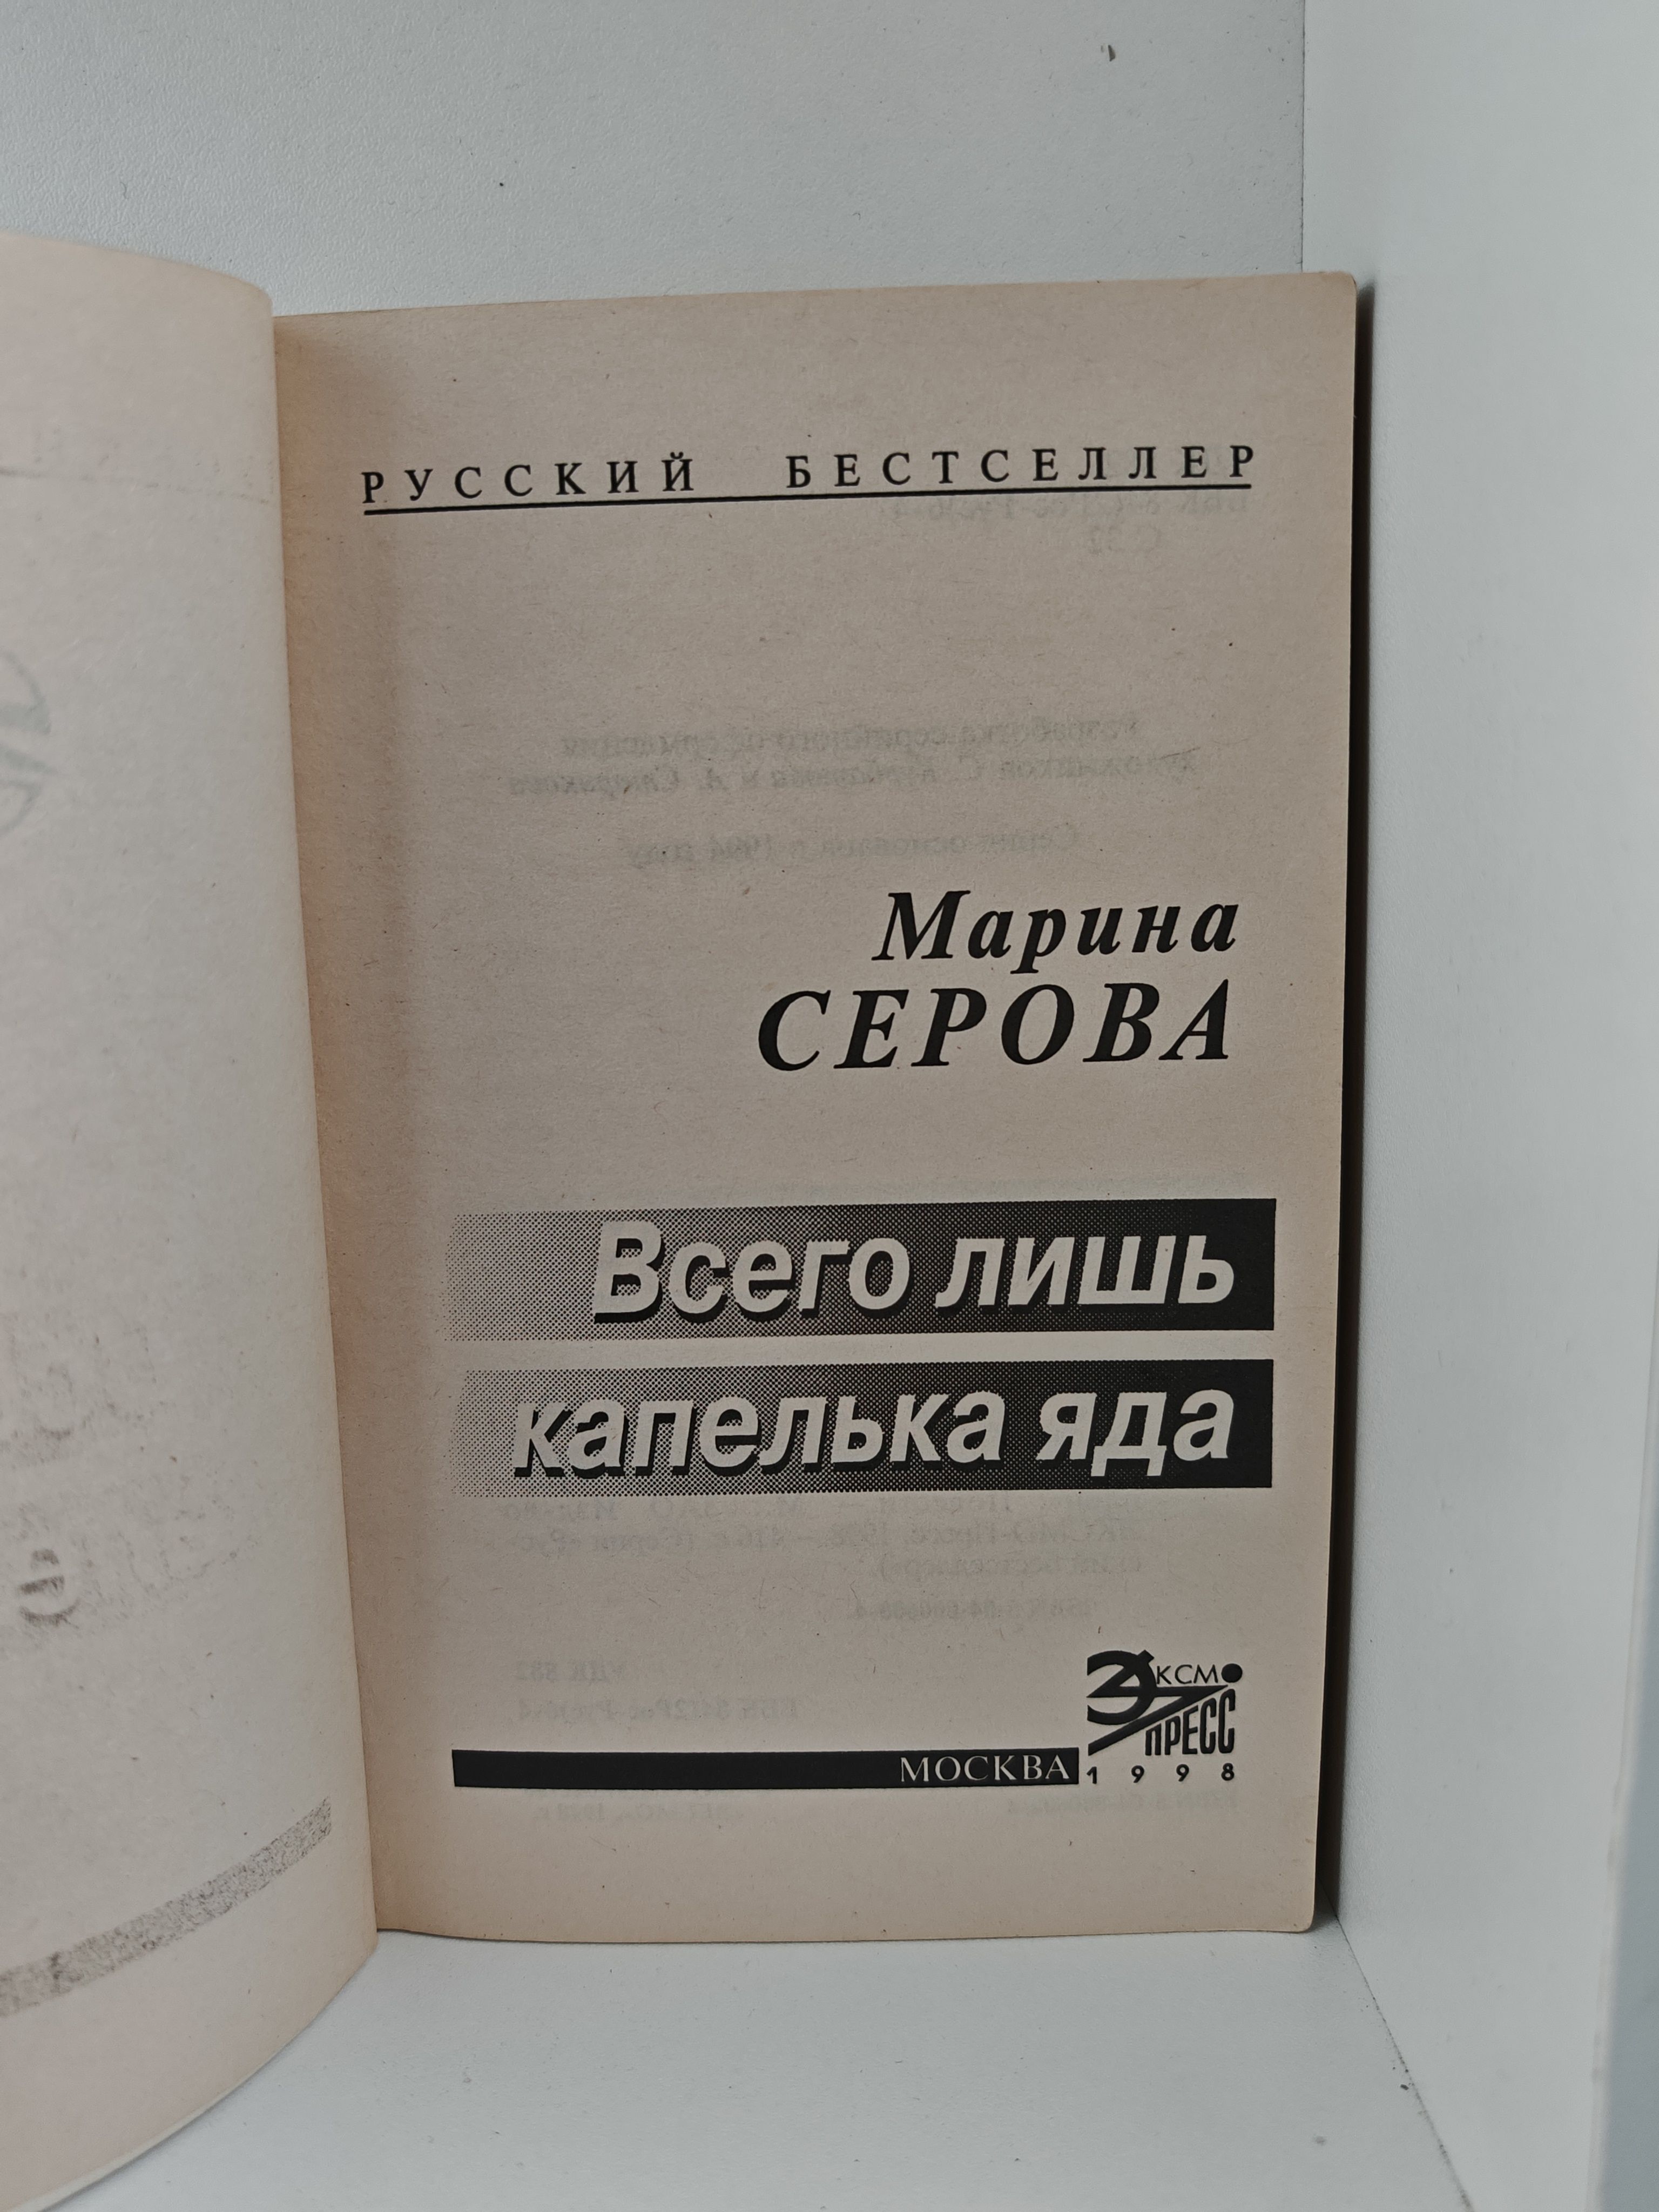 РУССКИЙ БЕСТСЕЛЛЕР
Марина
СЕРОВА
Всего лишь
капелька яда
ЭКСМО
ПРЕСС
МОСКВА 1998